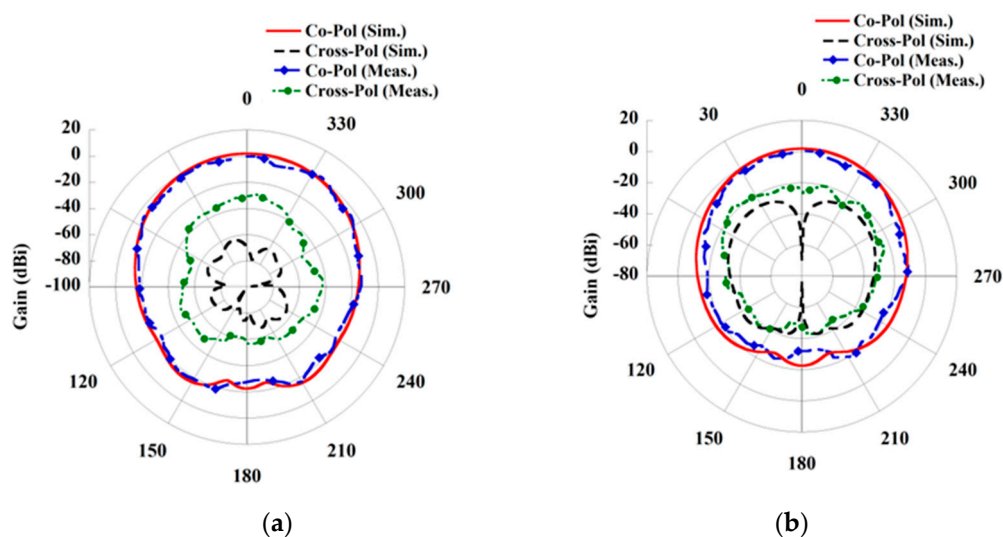 Co-Pol (Sim.)
Cross-Pol (Sim.)
Co-Pol (Meas.)
Cross-Pol (Meas.)
0
330
300
270
240
210
180
150
120
20
0
-20
-40
-60
-80
-100
Gain (dBi)
(a)
Co-Pol (Sim.)
Cross-Pol (Sim.)
Co-Pol (Meas.)
Cross-Pol (Meas.)
0
30
330
300
270
240
210
180
150
120
20
0
-20
-40
-60
-80
Gain (dBi)
(b)